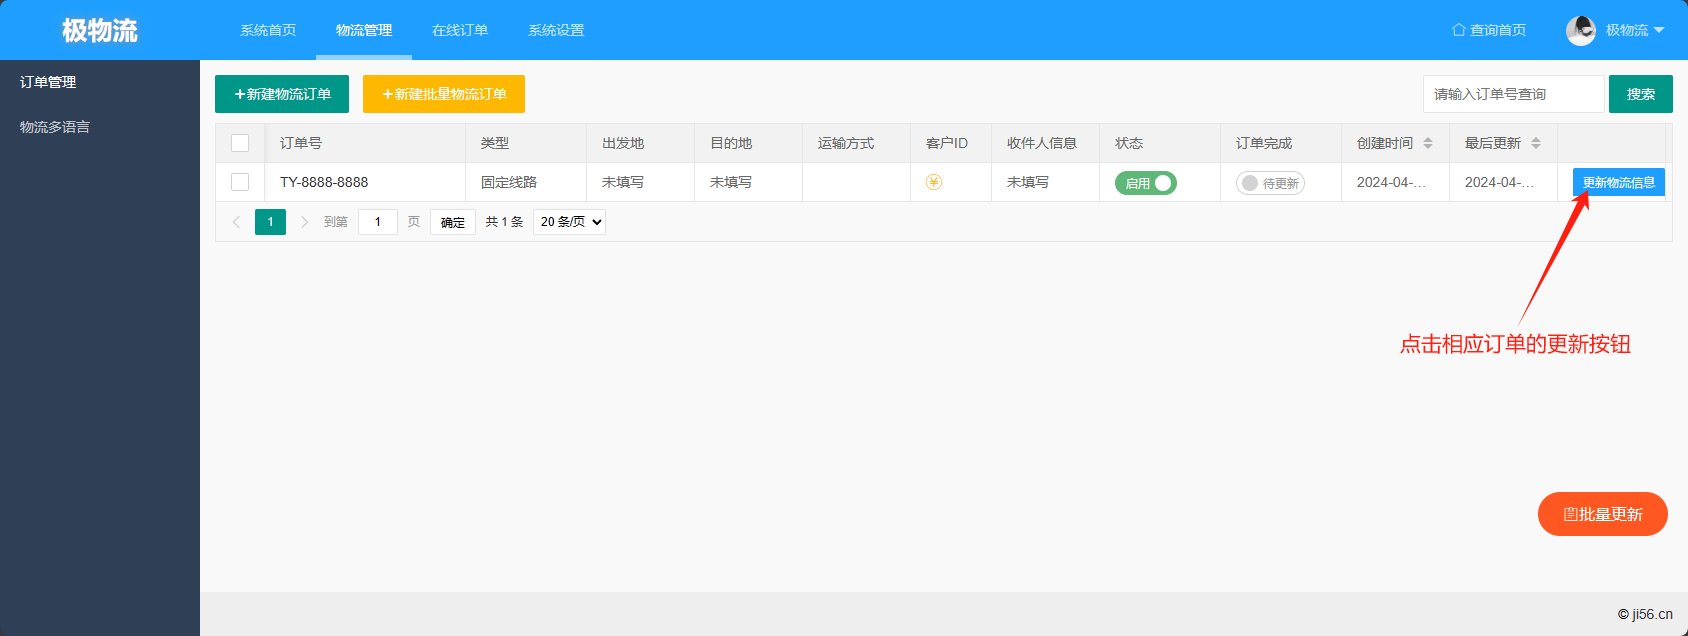 极物流 系统首页 物流管理 在线订单 系统设置 查询首页 极物流
订单管理
物流多语言
+新建物流订单 +新建批量物流订单 请输入订单号查询 搜索
订单号 类型 出发地 目的地 运输方式 客户ID 收件人信息 状态 订单完成 创建时间 最后更新
TY-8888-8888 固定线路 未填写 未填写 ¥ 未填写 启用 待更新 2024-04-... 2024-04-... 更新物流信息
1 到第 1 页 确定 共 1 条 20 条/页
点击相应订单的更新按钮
批量更新
© ji56.cn